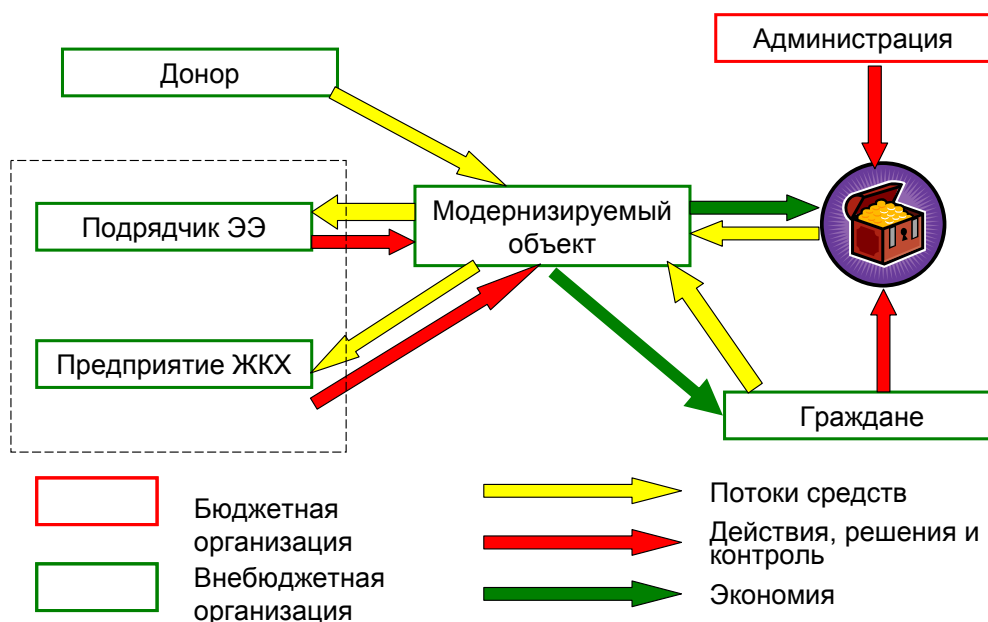 Администрация
Донор
Модернизируемый
объект
Подрядчик ЭЭ
Предприятие ЖКХ
Граждане
Бюджетная
организация
Внебюджетная
организация
Потоки средств
Действия, решения и
контроль
Экономия